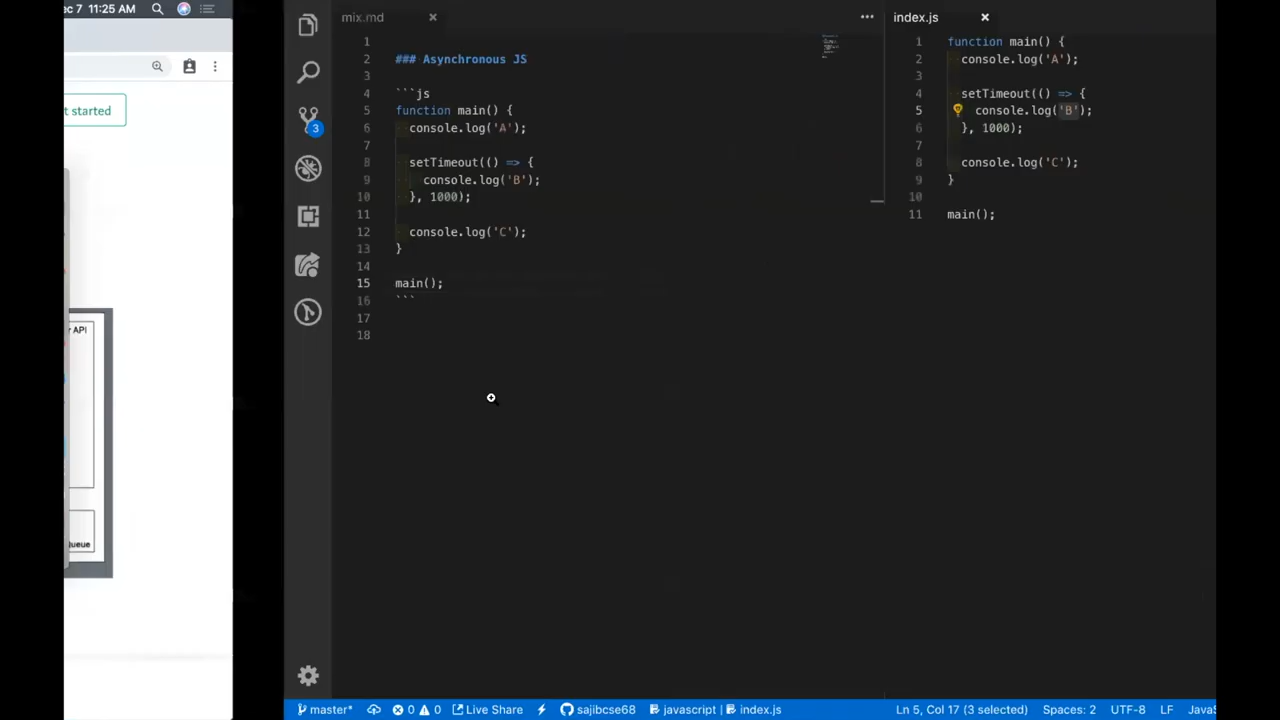 11:25 AM
t started
API
mix.md
1
2 ### Asynchronous JS
3
4 ```js
5 function main() {
6 console.log('A');
7
8 setTimeout(() => {
9 console.log('B');
10 }, 1000);
11
12 console.log('C');
13 }
14
15 main();
16 ```
17
18
index.js
1 function main() {
2 console.log('A');
3
4 setTimeout(() => {
5 console.log('B');
6 }, 1000);
7
8 console.log('C');
9 }
10
11 main();
3
master* 0 0 Live Share sajibcse68 javascript | index.js Ln 5, Col 17 (3 selected) Spaces: 2 UTF-8 LF